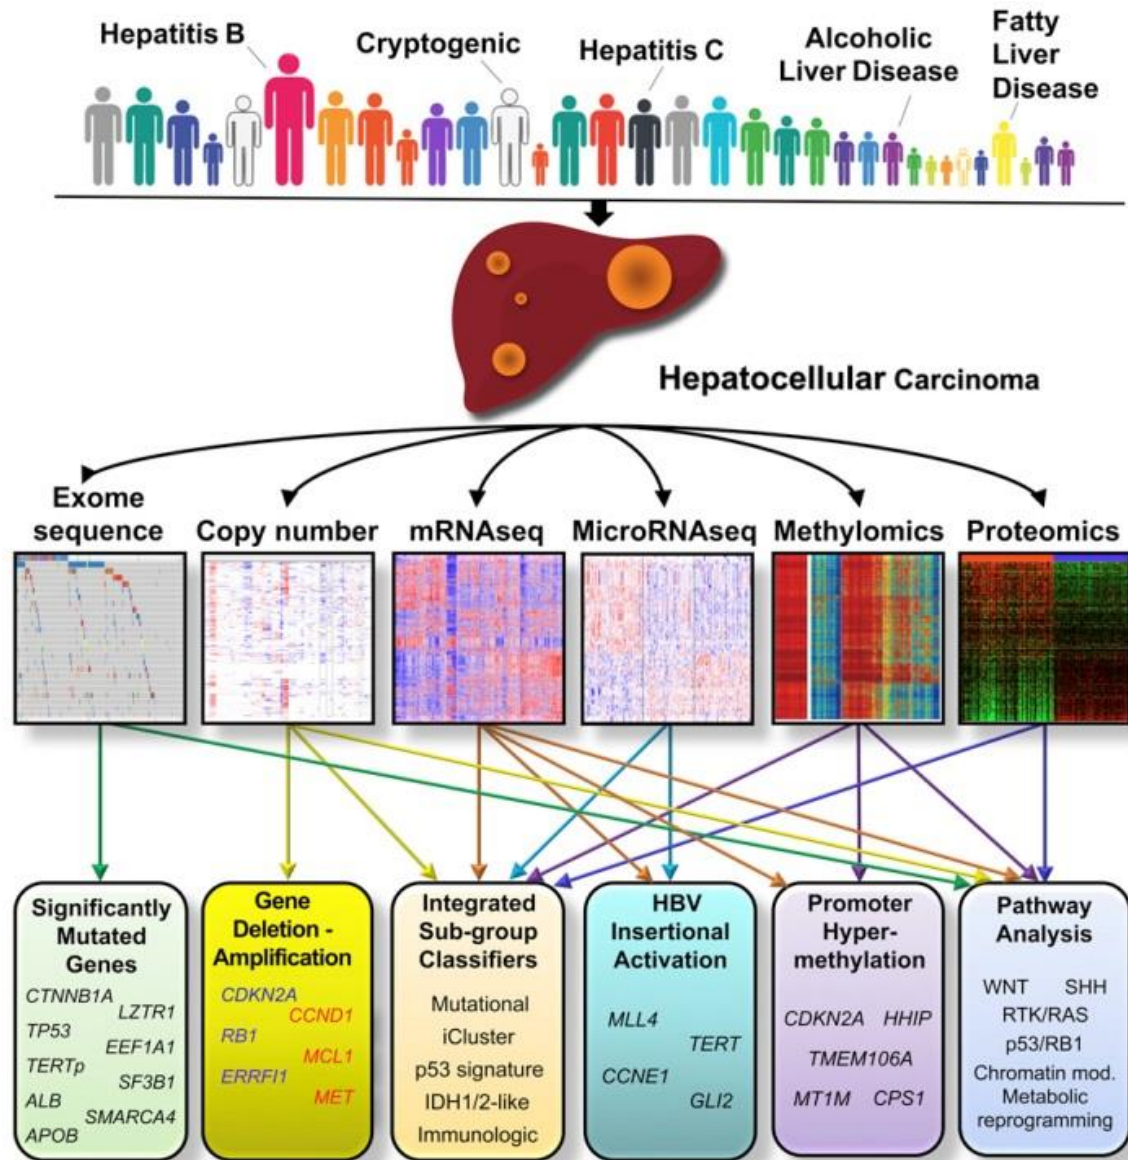 Hepatitis B
Cryptogenic
Hepatitis C
Alcoholic
Liver Disease
Fatty
Liver
Disease
Hepatocellular Carcinoma
Exome
sequence
Copy number
mRNAseq
MicroRNAseq
Methylomics
Proteomics
Significantly
Mutated
Genes
CTNNB1A
LZTR1
TP53
EEF1A1
TERTp
SF3B1
ALB
SMARCA4
APOB
Gene
Deletion -
Amplification
CDKN2A
CCND1
RB1
MCL1
ERRFI1
MET
Integrated
Sub-group
Classifiers
Mutational
iCluster
p53 signature
IDH1/2-like
Immunologic
HBV
Insertional
Activation
MLL4
TERT
CCNE1
GLI2
Promoter
Hyper-
methylation
CDKN2A HHIP
TMEM106A
MT1M CPS1
Pathway
Analysis
WNT SHH
RTK/RAS
p53/RB1
Chromatin mod.
Metabolic
reprogramming